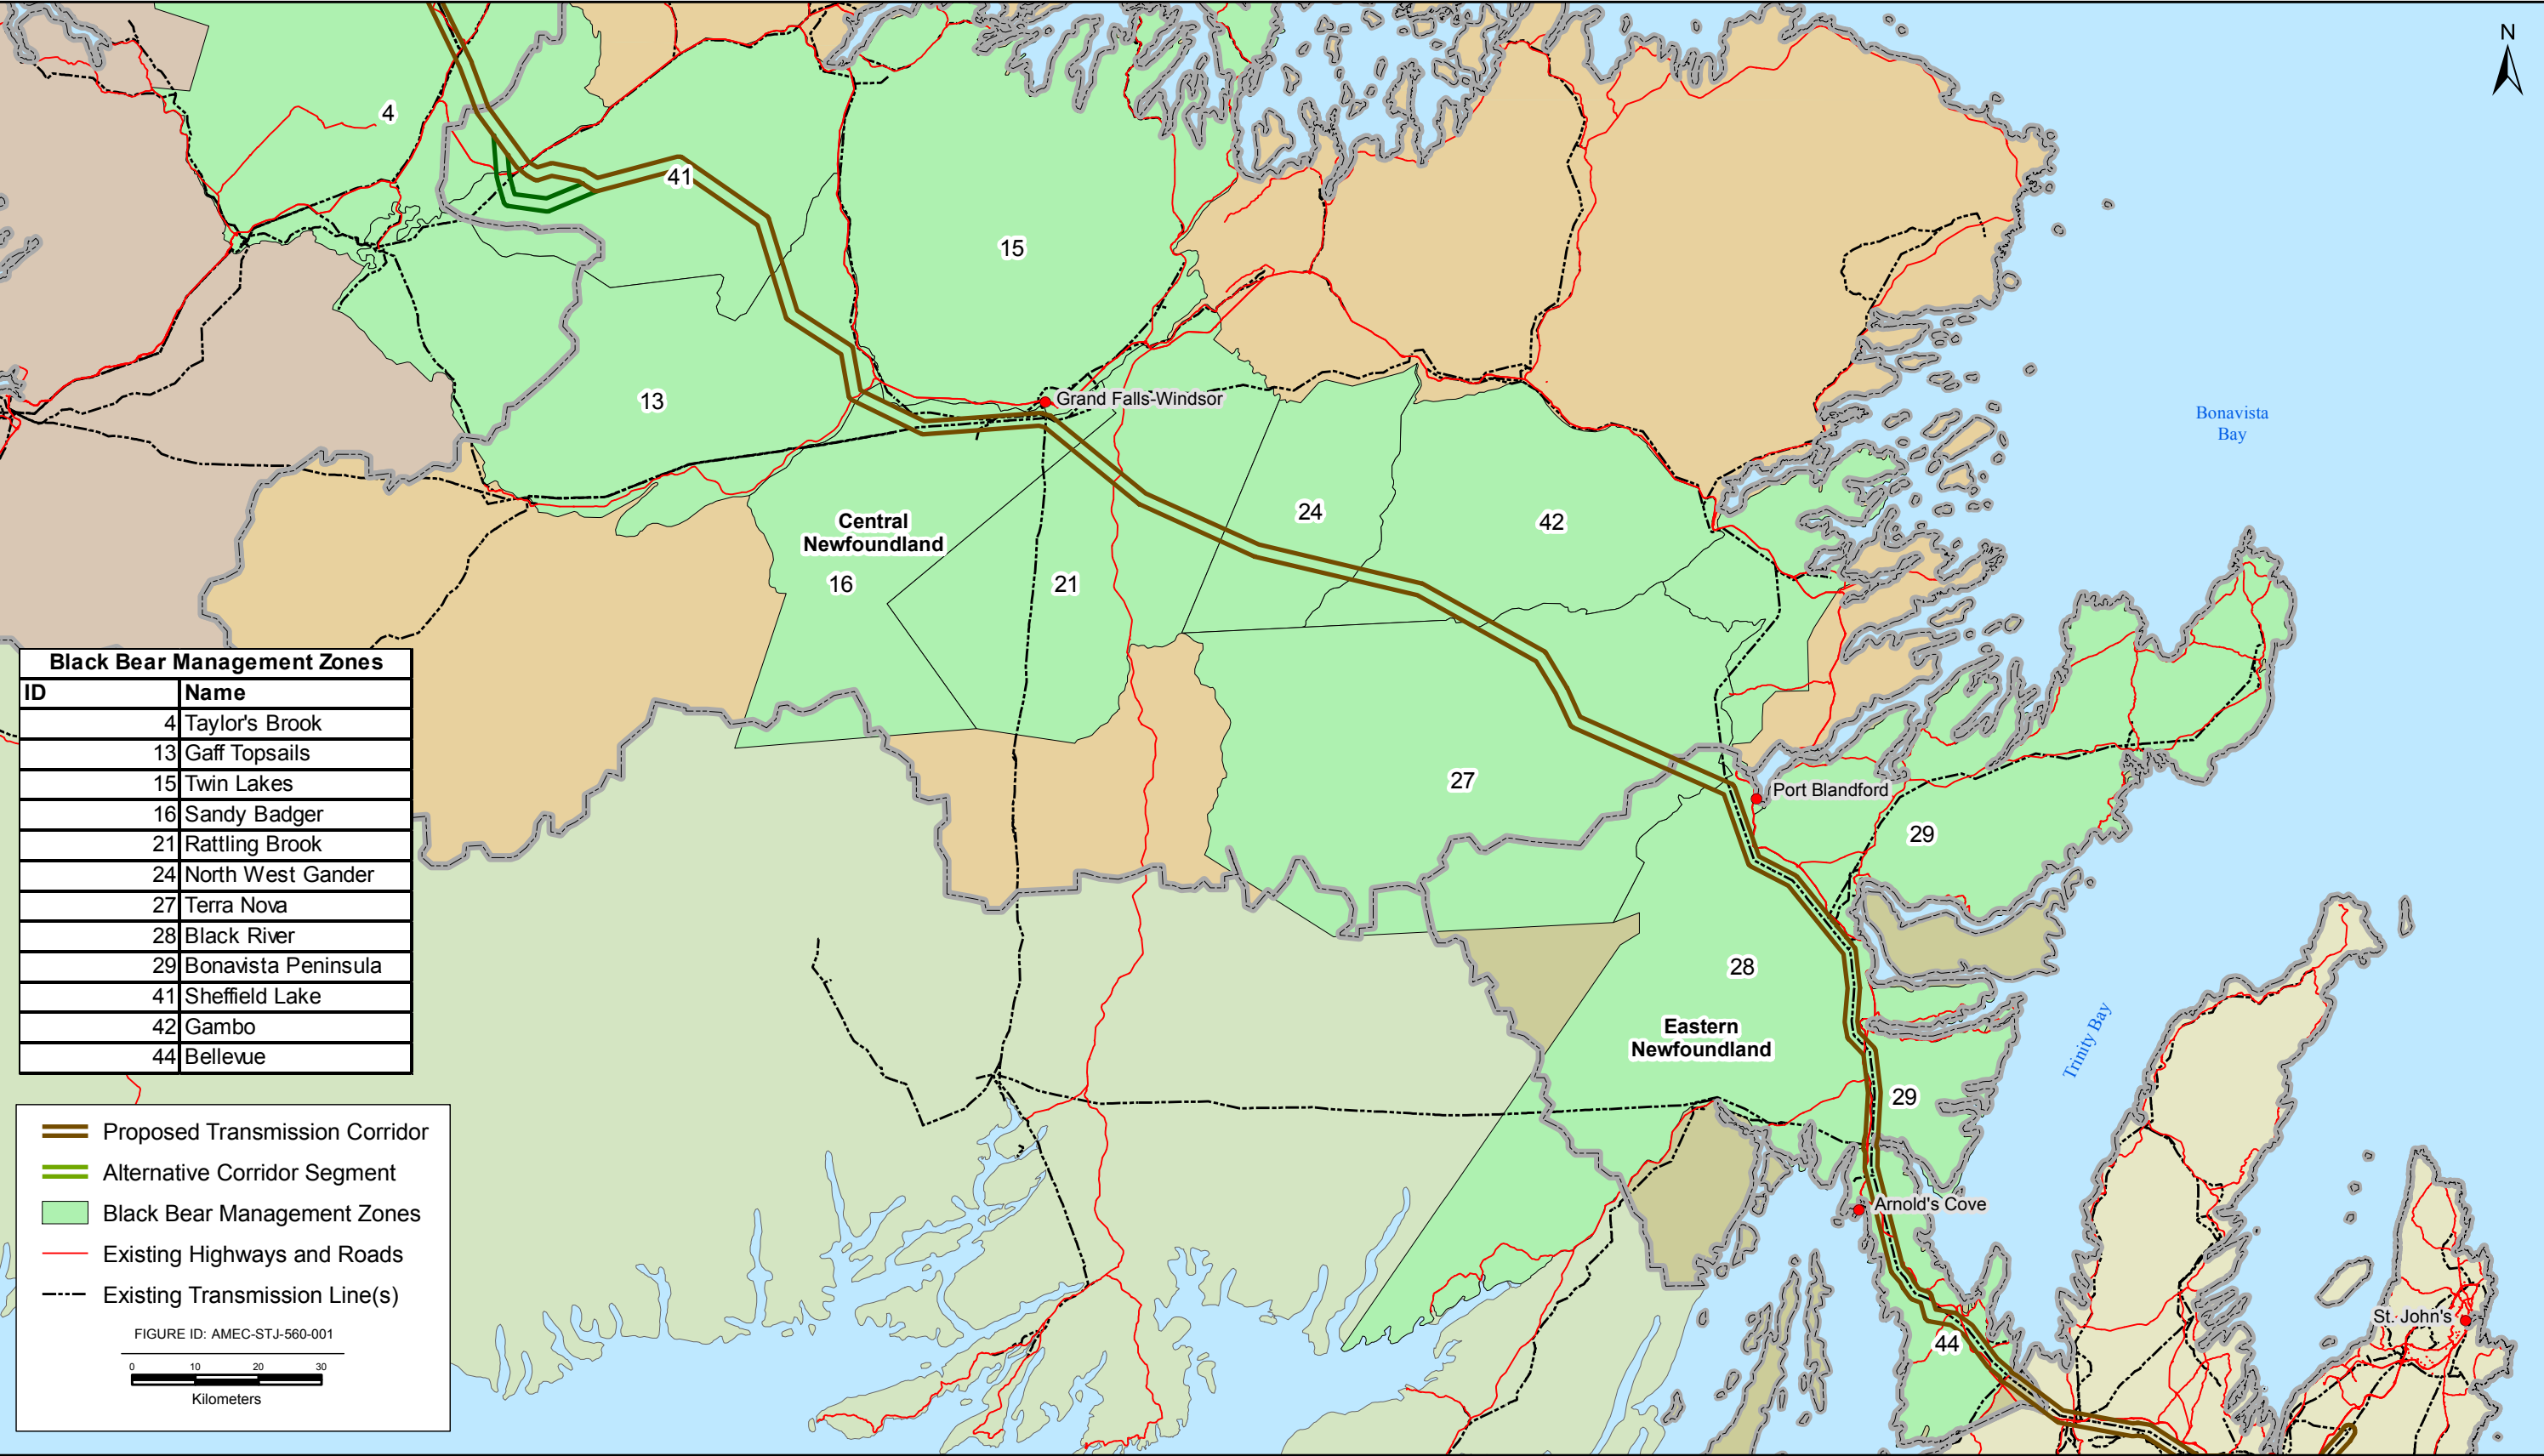 N
4
41
15
13
Grand Falls-Windsor
Bonavista
Bay
Central
Newfoundland
16
21
24
42
27
Port Blandford
29
28
Eastern
Newfoundland
Trinity Bay
29
Arnold's Cove
44
St. John's
Black Bear Management Zones
ID Name
4 Taylor's Brook
13 Gaff Topsails
15 Twin Lakes
16 Sandy Badger
21 Rattling Brook
24 North West Gander
27 Terra Nova
28 Black River
29 Bonavista Peninsula
41 Sheffield Lake
42 Gambo
44 Bellevue
Proposed Transmission Corridor
Alternative Corridor Segment
Black Bear Management Zones
Existing Highways and Roads
Existing Transmission Line(s)
FIGURE ID: AMEC-STJ-560-001
0 10 20 30
Kilometers